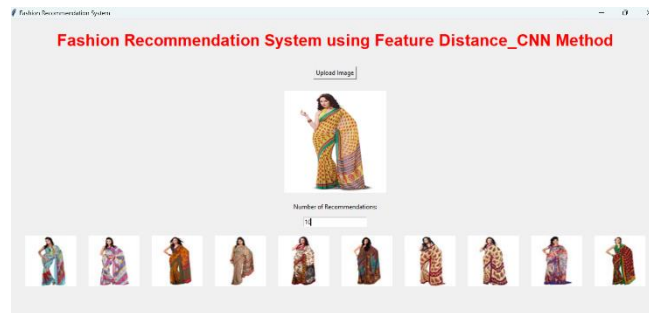 Fashion Recommendation System
Fashion Recommendation System using Feature Distance_CNN Method
Upload Image
Number of Recommendations:
10